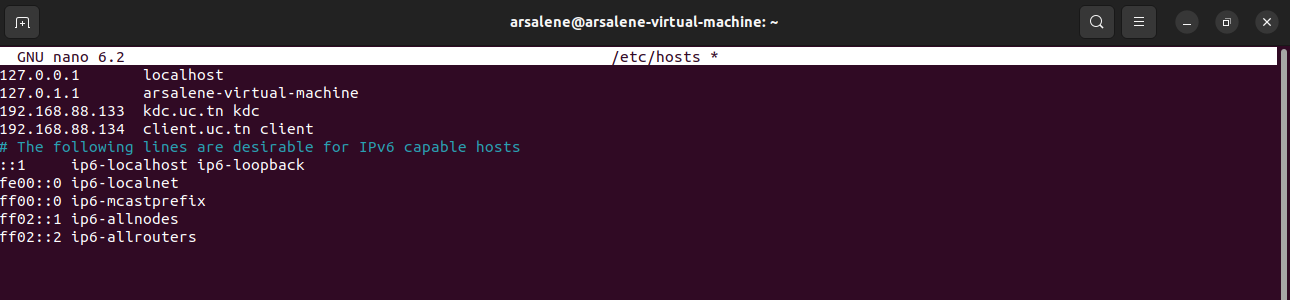 arsalene@arsalene-virtual-machine: ~
GNU nano 6.2 /etc/hosts *
127.0.0.1 localhost
127.0.1.1 arsalene-virtual-machine
192.168.88.133 kdc.uc.tn kdc
192.168.88.134 client.uc.tn client
# The following lines are desirable for IPv6 capable hosts
::1 ip6-localhost ip6-loopback
fe00::0 ip6-localnet
ff00::0 ip6-mcastprefix
ff02::1 ip6-allnodes
ff02::2 ip6-allrouters